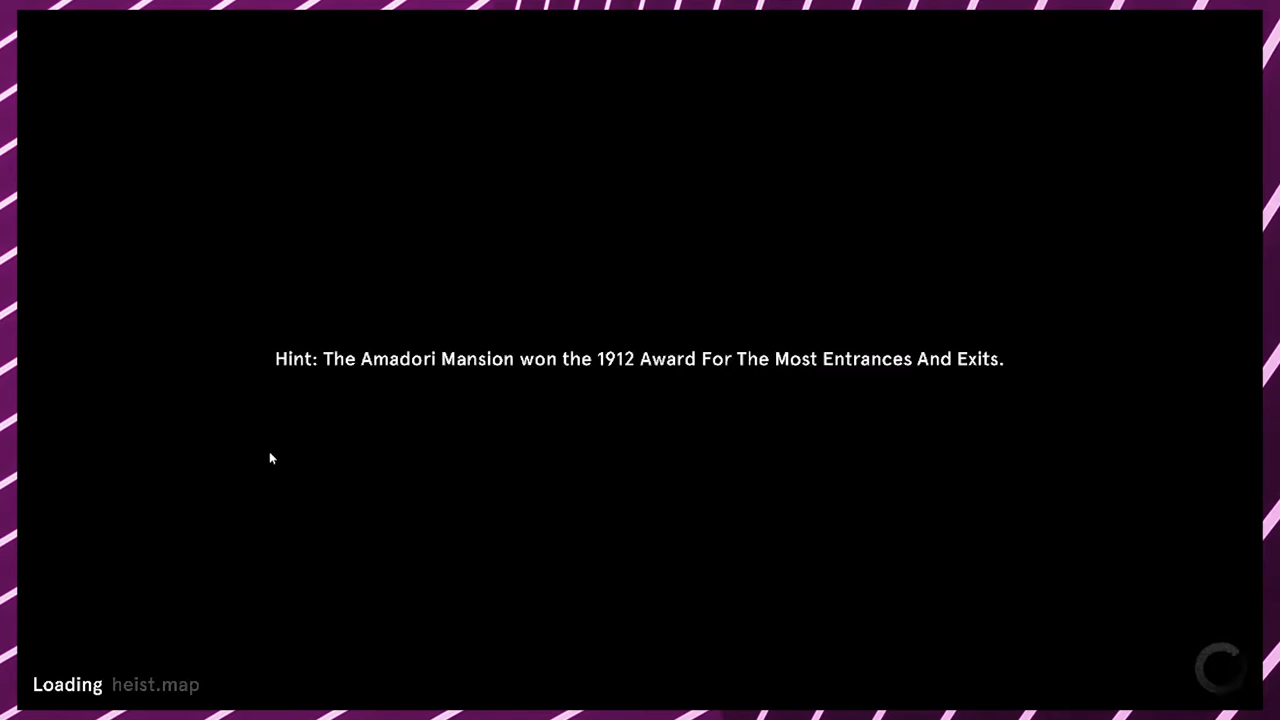 Hint: The Amadori Mansion won the 1912 Award For The Most Entrances And Exits.
Loading heist.map